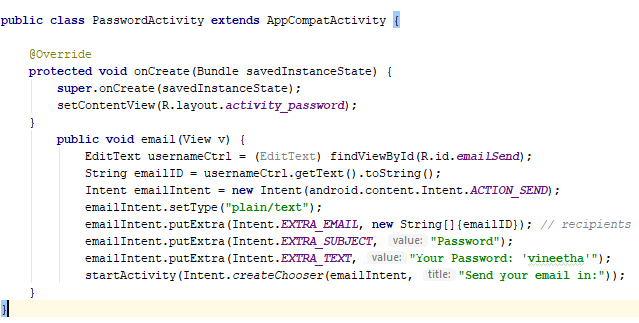 public class PasswordActivity extends AppCompatActivity {
@Override
protected void onCreate(Bundle savedInstanceState) {
super.onCreate(savedInstanceState);
setContentView(R.layout.activity_password);
}
public void email(View v) {
EditText usernameCtrl = (EditText) findViewById(R.id.emailSend);
String emailID = usernameCtrl.getText().toString();
Intent emailIntent = new Intent(android.content.Intent.ACTION_SEND);
emailIntent.setType("plain/text");
emailIntent.putExtra(Intent.EXTRA_EMAIL, new String[]{emailID}); // recipients
emailIntent.putExtra(Intent.EXTRA_SUBJECT, value: "Password");
emailIntent.putExtra(Intent.EXTRA_TEXT, value: "Your Password: 'vineetha'");
startActivity(Intent.createChooser(emailIntent, title: "Send your email in:"));
}
}